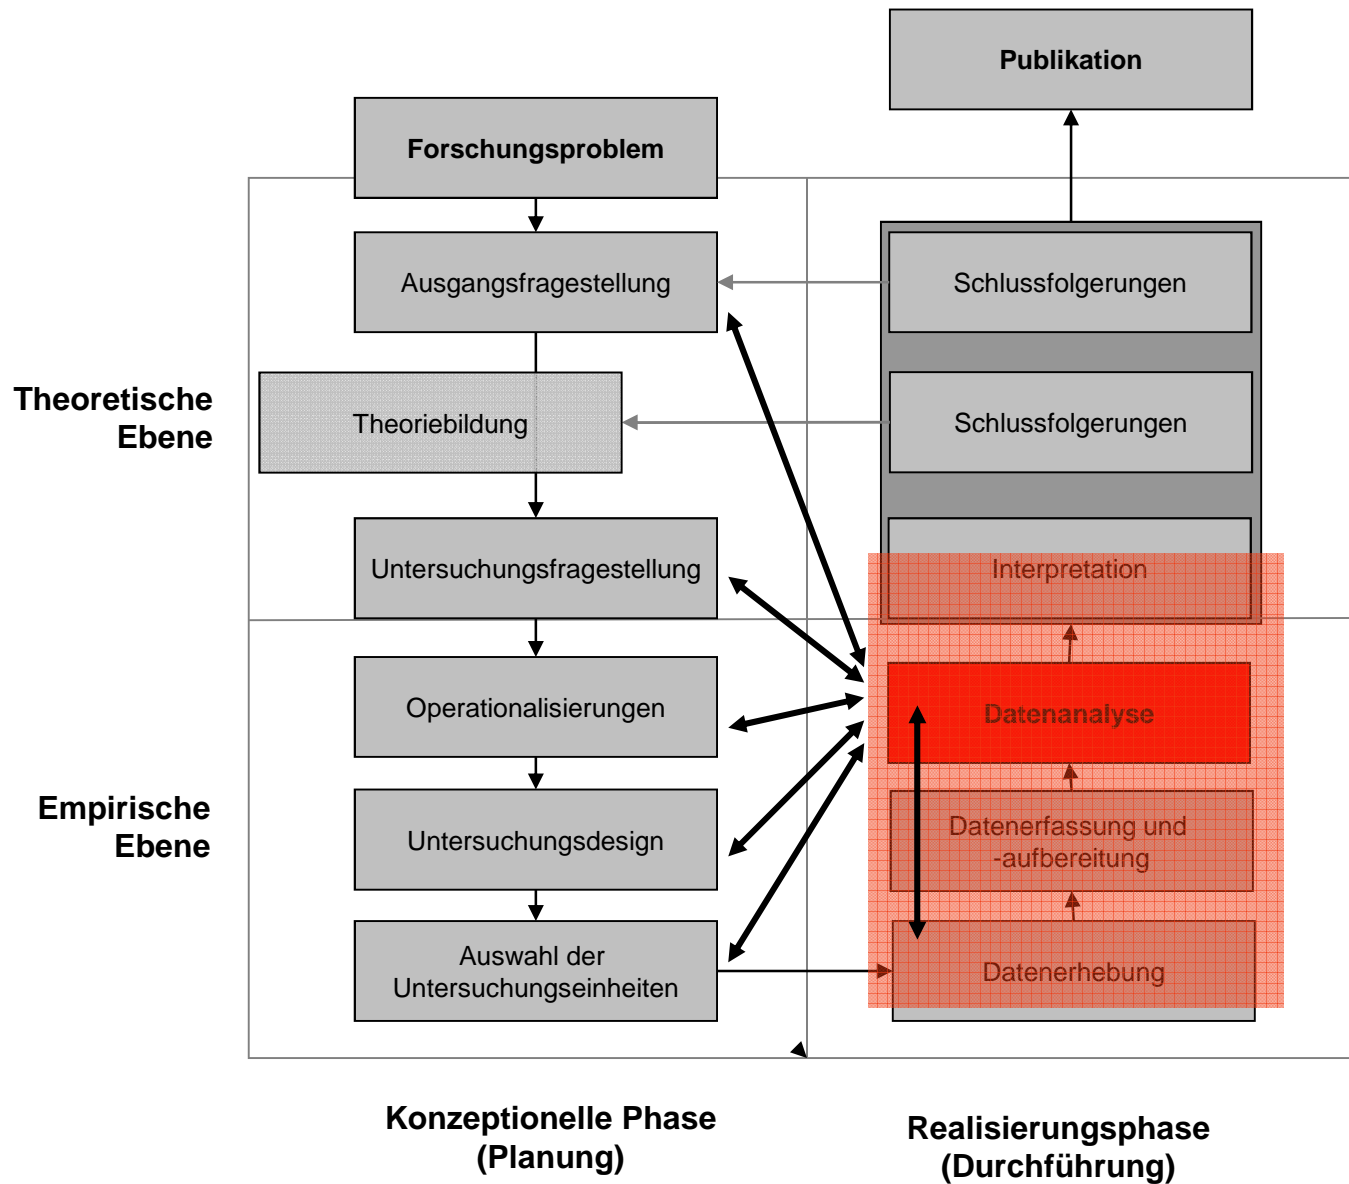 Publikation
Forschungsproblem
Ausgangsfragestellung
Schlussfolgerungen
Theoretische
Ebene
Theoriebildung
Schlussfolgerungen
Untersuchungsfragestellung
Interpretation
Operationalisierungen
Datenanalyse
Empirische
Ebene
Untersuchungsdesign
Datenerfassung und
-aufbereitung
Auswahl der
Untersuchungseinheiten
Datenerhebung
Konzeptionelle Phase
(Planung)
Realisierungsphase
(Durchführung)